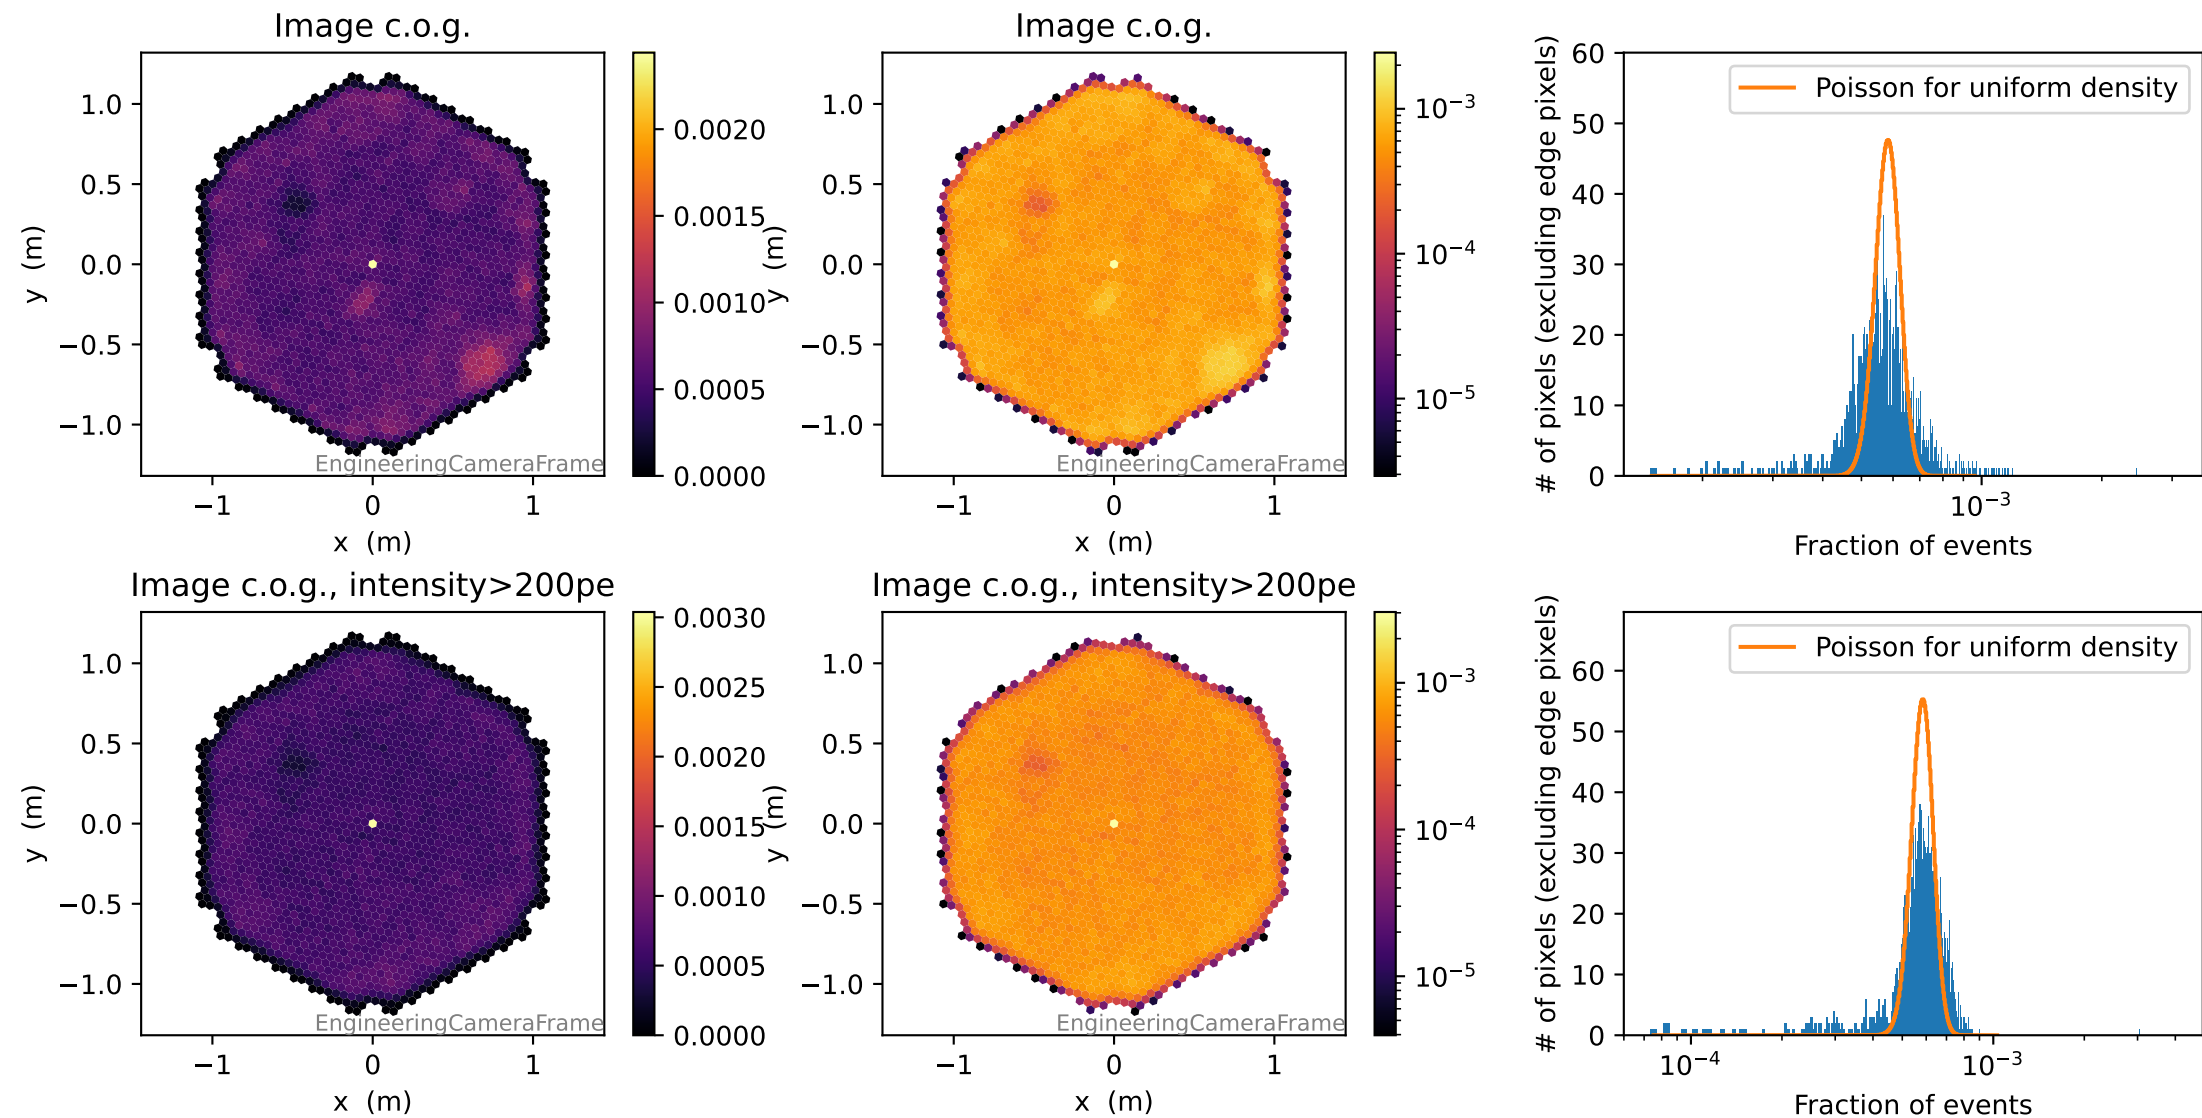 Image c.o.g.
1.0
0.5
0.0
−0.5
−1.0
y (m)
−1 0 1
x (m)
EngineeringCameraFrame
0.0020
0.0015
0.0010
0.0005
0.0000
Image c.o.g.
1.0
0.5
0.0
−0.5
−1.0
y (m)
−1 0 1
x (m)
EngineeringCameraFrame
10⁻³
10⁻⁴
10⁻⁵
60
50
40
30
20
10
0
# of pixels (excluding edge pixels)
Poisson for uniform density
10⁻³
Fraction of events
Image c.o.g., intensity>200pe
1.0
0.5
0.0
−0.5
−1.0
y (m)
−1 0 1
x (m)
EngineeringCameraFrame
0.0030
0.0025
0.0020
0.0015
0.0010
0.0005
0.0000
Image c.o.g., intensity>200pe
1.0
0.5
0.0
−0.5
−1.0
y (m)
−1 0 1
x (m)
EngineeringCameraFrame
10⁻³
10⁻⁴
10⁻⁵
60
50
40
30
20
10
0
# of pixels (excluding edge pixels)
Poisson for uniform density
10⁻⁴ 10⁻³
Fraction of events